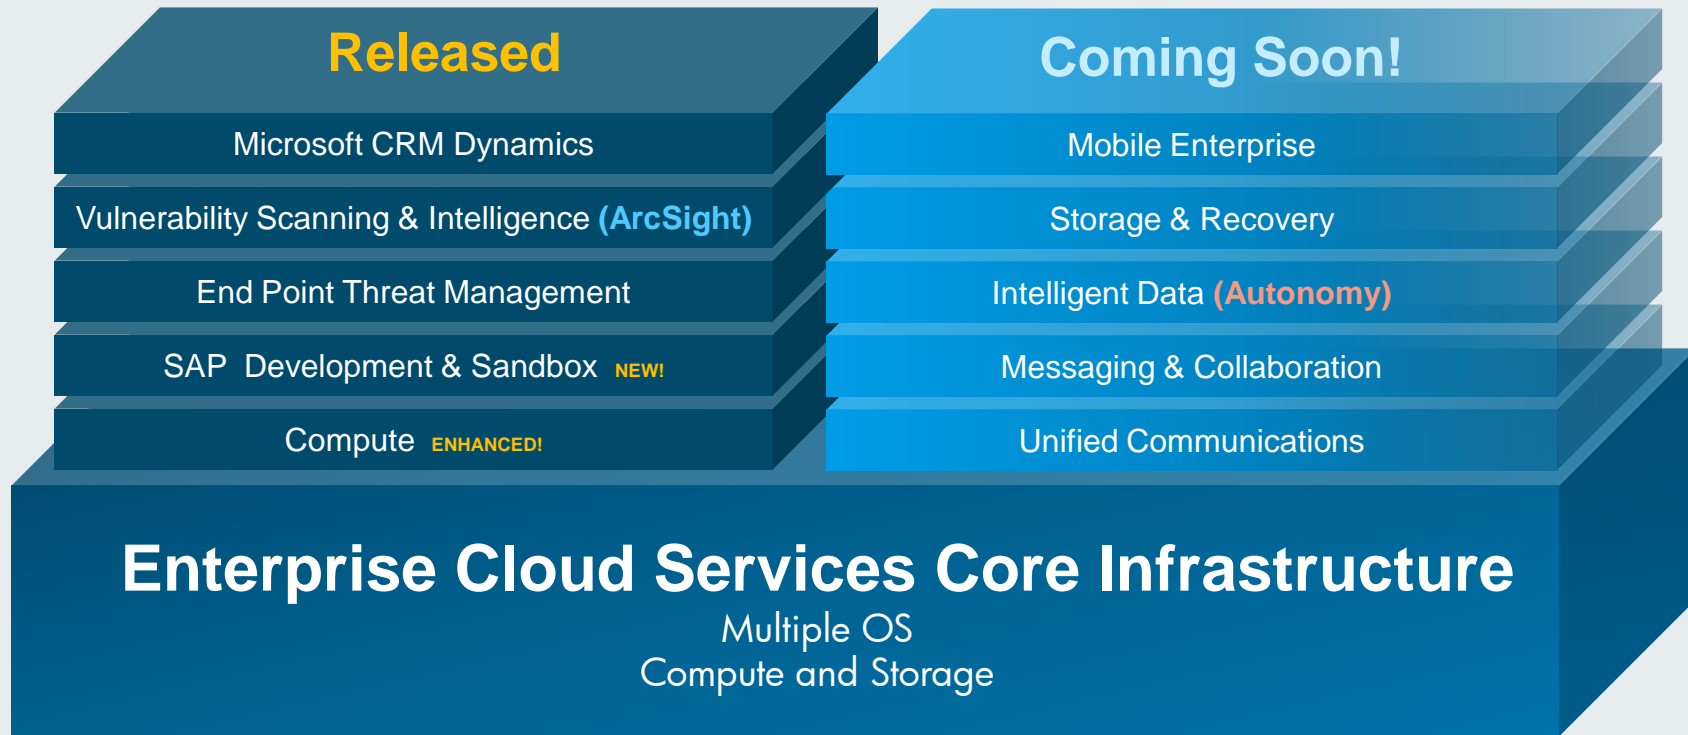 Released
Microsoft CRM Dynamics
Vulnerability Scanning & Intelligence (ArcSight)
End Point Threat Management
SAP Development & Sandbox NEW!
Compute ENHANCED!
Coming Soon!
Mobile Enterprise
Storage & Recovery
Intelligent Data (Autonomy)
Messaging & Collaboration
Unified Communications
Enterprise Cloud Services Core Infrastructure
Multiple OS
Compute and Storage